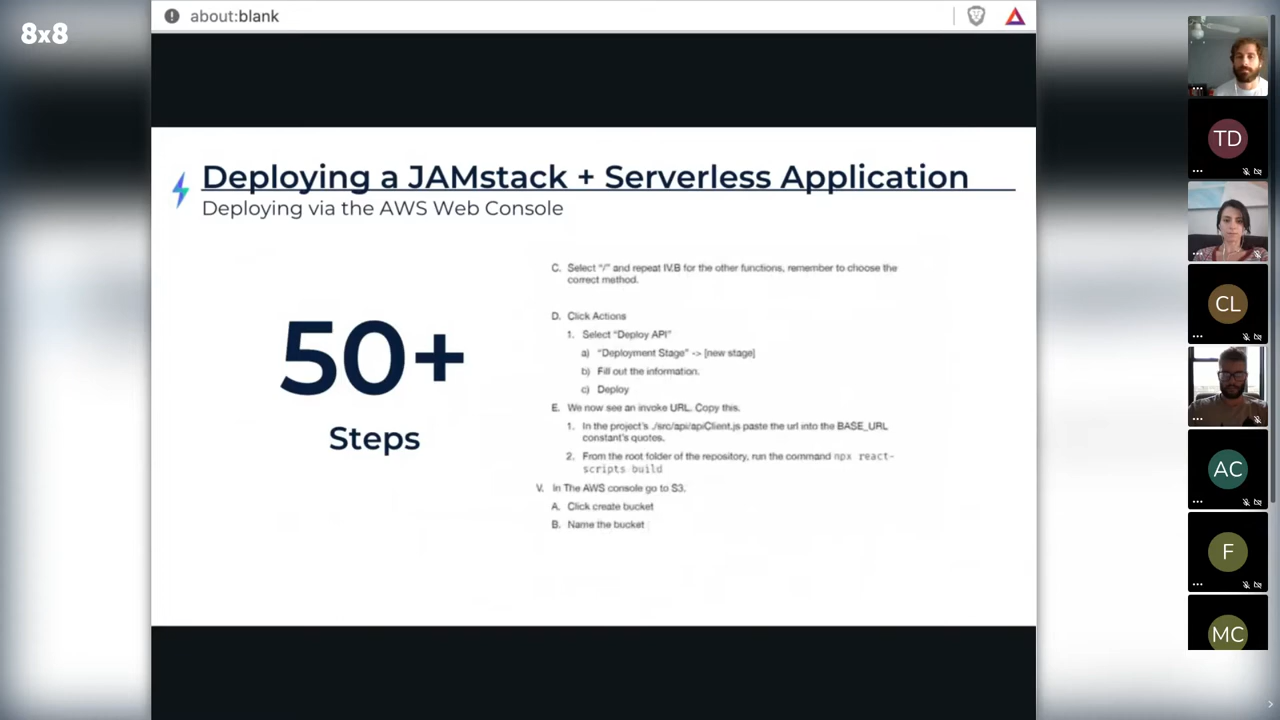 about:blank
8x8
Deploying a JAMstack + Serverless Application
Deploying via the AWS Web Console
50+
Steps
C. Select "/" and repeat IV.B for the other functions, remember to choose the
correct method.
D. Click Actions
1. Select "Deploy API"
a) "Deployment Stage" -> [new stage]
b) Fill out the information.
c) Deploy
E. We now see an invoke URL. Copy this.
1. In the project's ./src/api/apiClient.js paste the url into the BASE_URL
constant's quotes.
2. From the root folder of the repository, run the command npx react-
scripts build
V. In The AWS console go to S3.
A. Click create bucket
B. Name the bucket
TD
CL
AC
F
MC